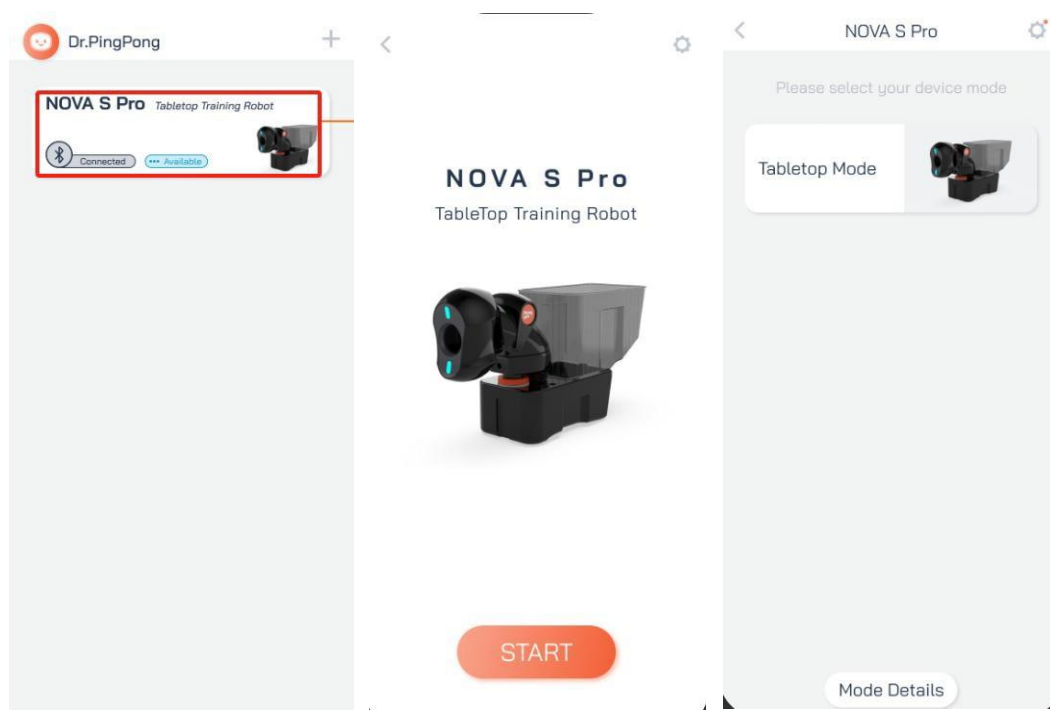 Dr.PingPong
NOVA S Pro Tabletop Training Robot
Connected ••• Available
NOVA S Pro
TableTop Training Robot
START
NOVA S Pro
Please select your device mode
Tabletop Mode
Mode Details